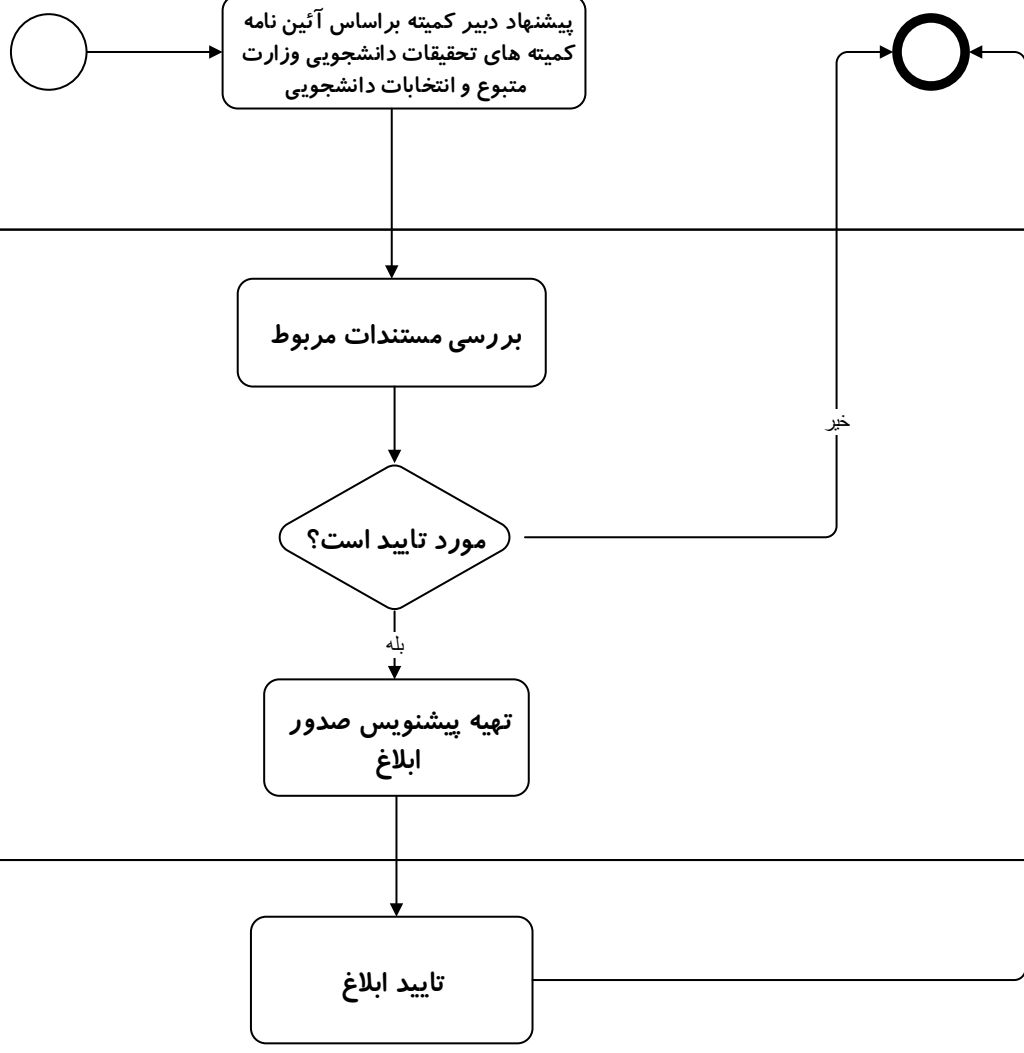 پیشنهاد دبیر کمیته براساس آئین نامه
کمیته های تحقیقات دانشجویی وزارت
متبوع و انتخابات دانشجویی
بررسی مستندات مربوط
خیر
مورد تایید است؟
بله
تهیه پیشنویس صدور
ابلاغ
تایید ابلاغ